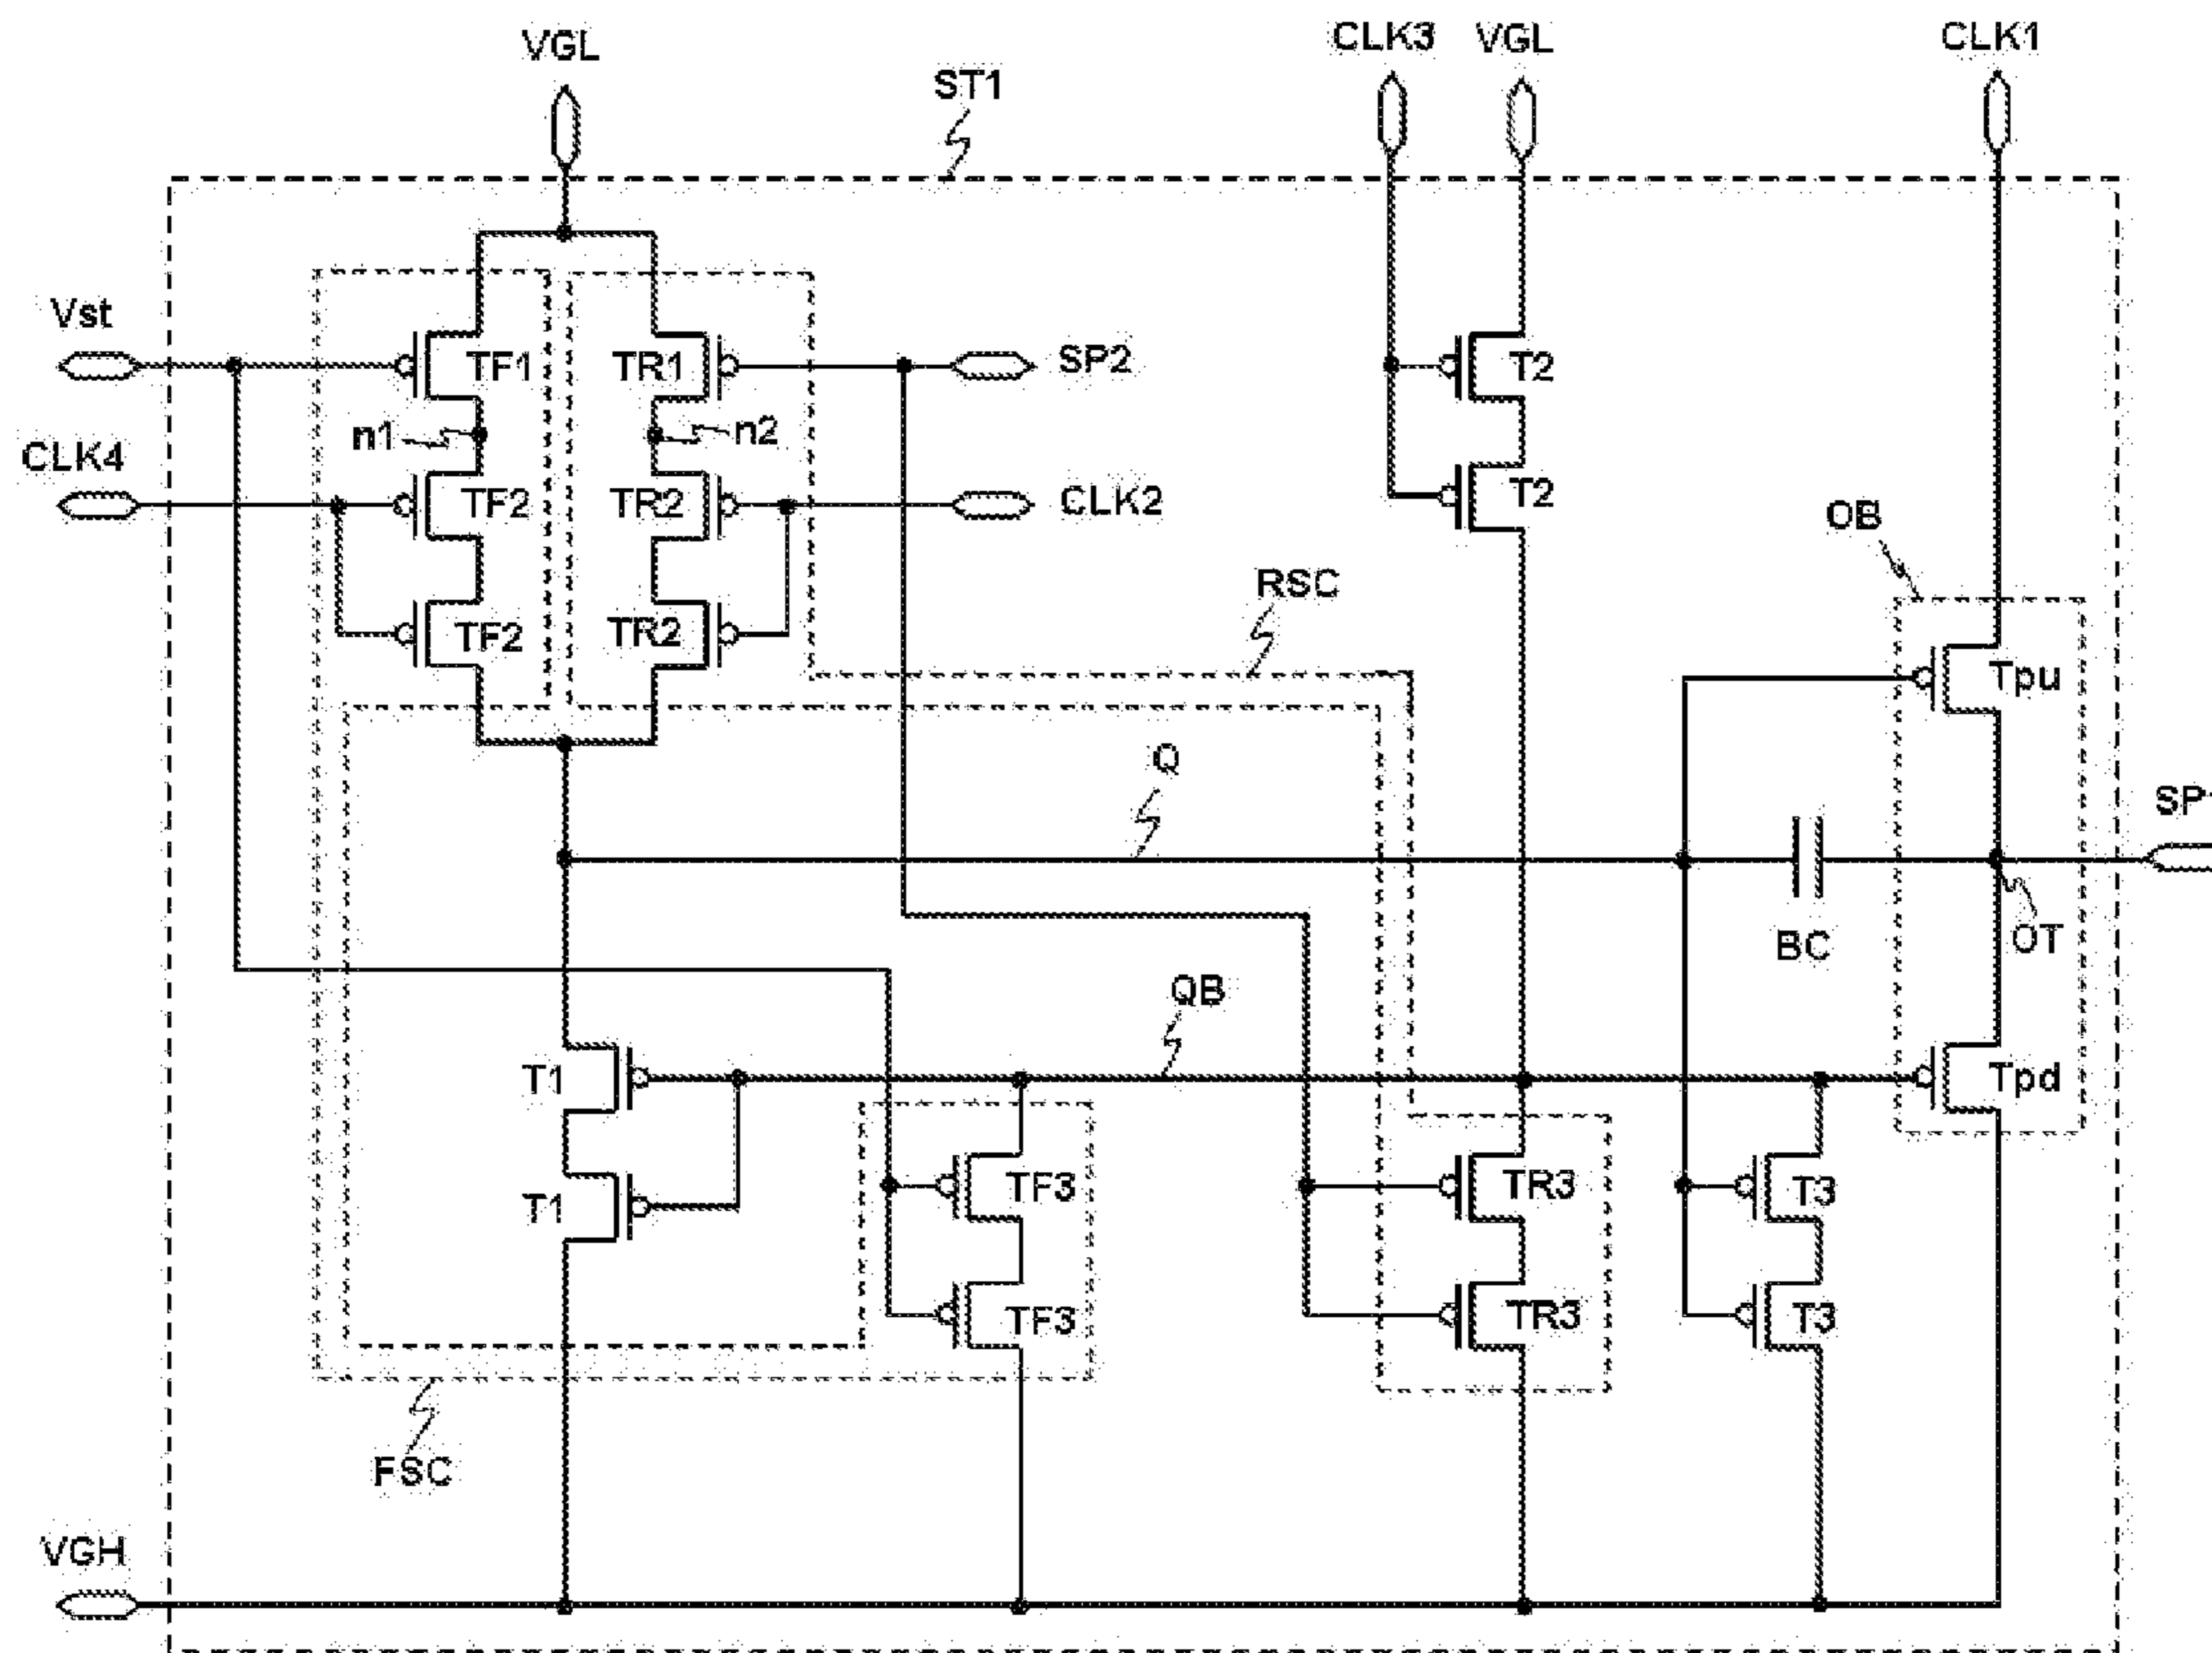 VGL
CLK3
VGL
CLK1
ST1
Vst
TF1
TR1
SP2
T2
n1
n2
CLK4
TF2
TR2
CLK2
T2
OB
RSC
TF2
TR2
Tpu
Q
SP1
BC
OT
QB
T1
Tpd
T1
TF3
TR3
T3
TF3
TR3
T3
FSC
VGH